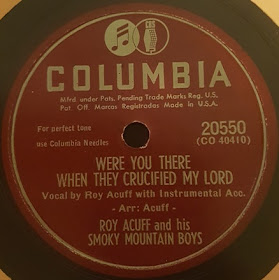 COLUMBIA
Mfrd. under Pats. Pending Trade Marks Reg. U.S.
Pat. Off. Marcas Registradas Made in U.S.A.
For perfect tone
use Columbia Needles
20550
(CO 40410)
WERE YOU THERE
WHEN THEY CRUCIFIED MY LORD
Vocal by Roy Acuff with Instrumental Acc.
- Arr: Acuff -
ROY ACUFF and his
SMOKY MOUNTAIN BOYS